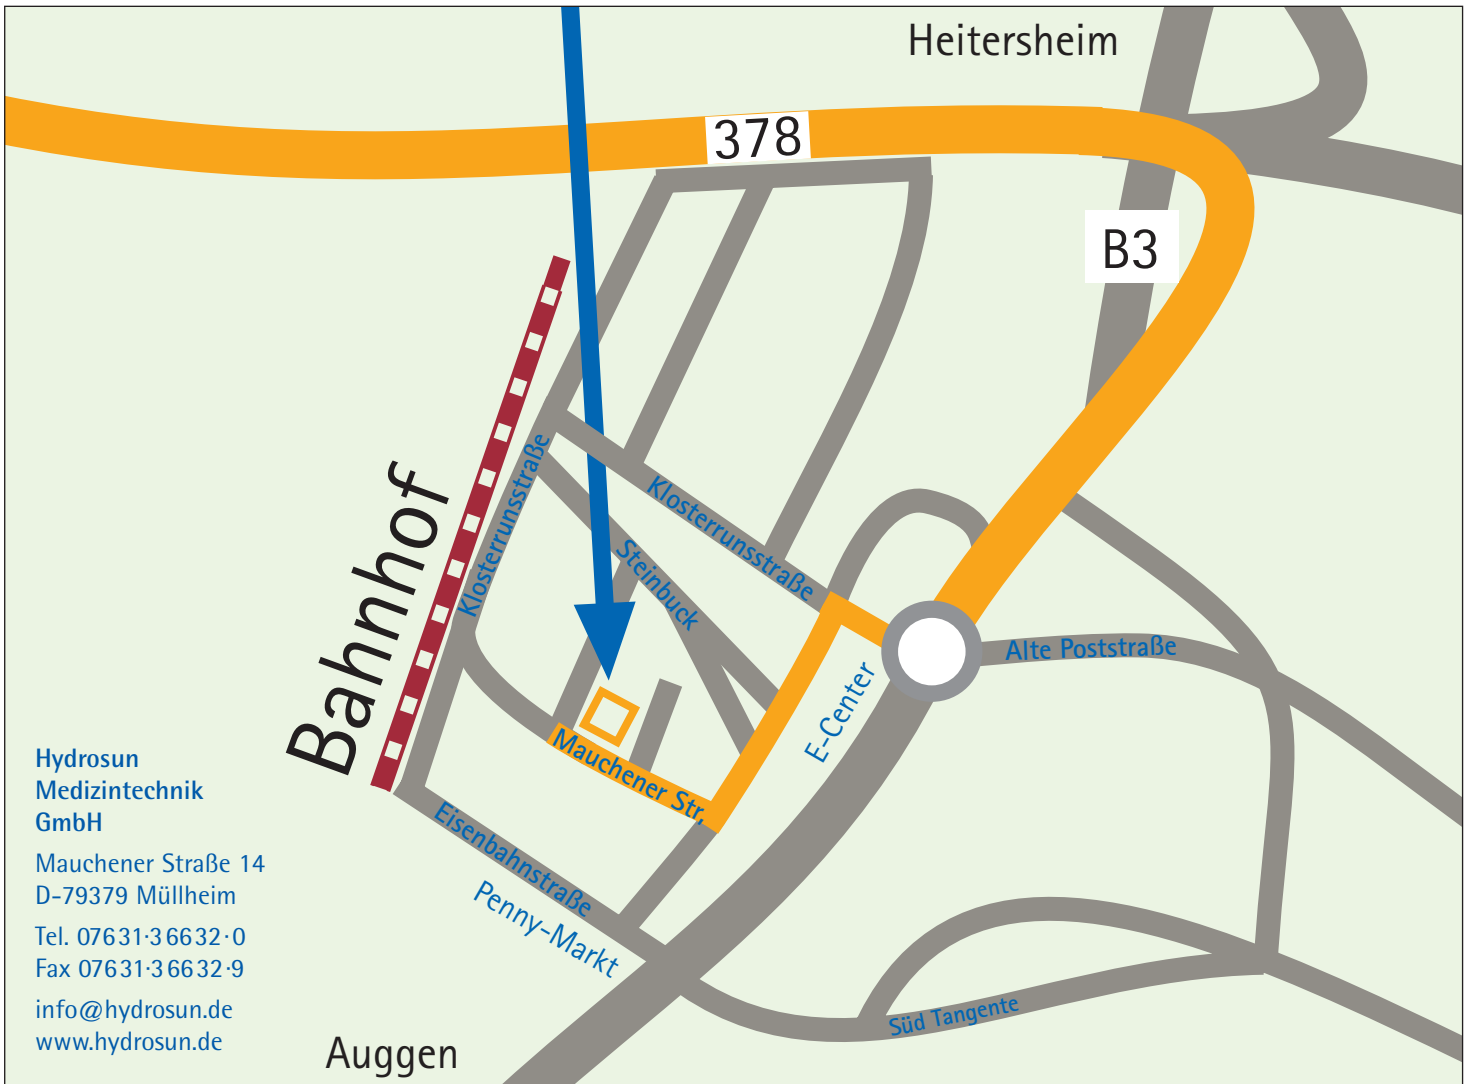 Heitersheim
378
B3
Bahnhof
Klosterrunsstraße
Klosterrunsstraße
Steinbuck
Alte Poststraße
E-Center
Mauchener Str,
Eisenbahnstraße
Penny-Markt
Süd Tangente
Auggen
Hydrosun
Medizintechnik
GmbH
Mauchener Straße 14
D-79379 Müllheim
Tel. 07631·36632·0
Fax 07631·36632·9
info@hydrosun.de
www.hydrosun.de